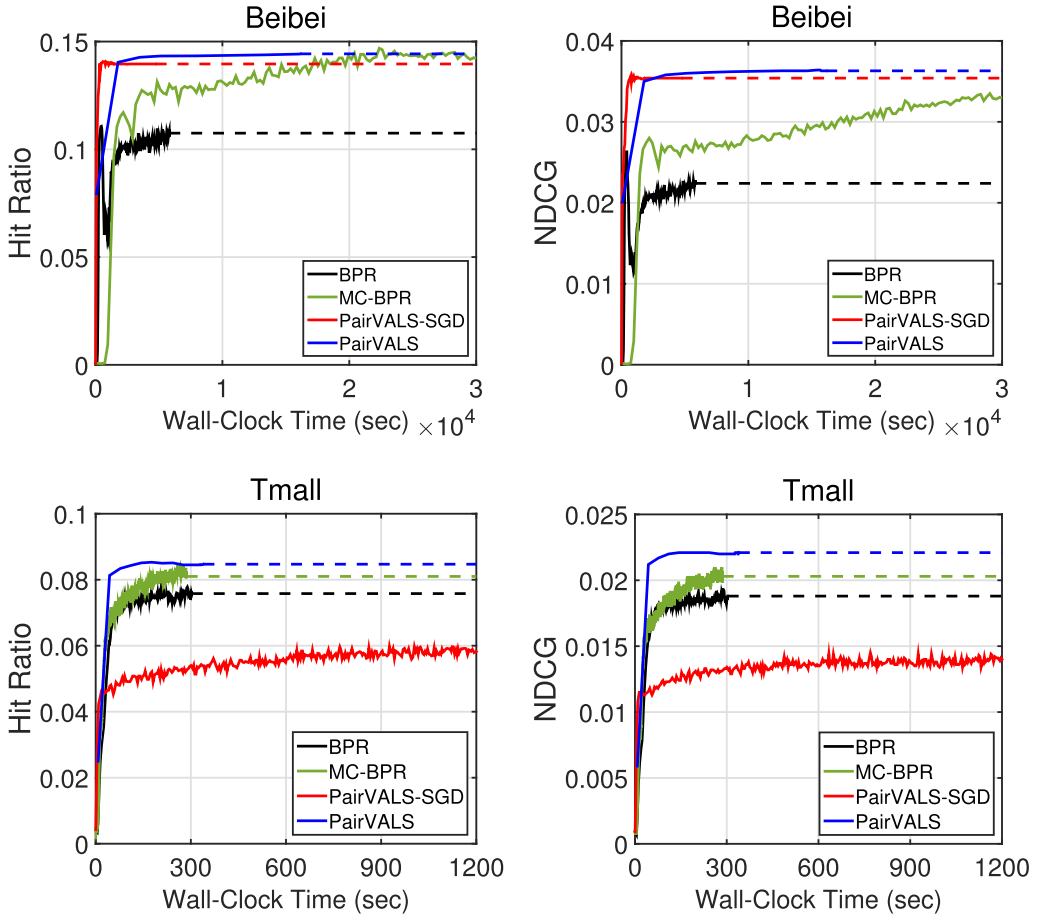 Beibei
Hit Ratio
0.15
0.1
0.05
0
0 1 2 3
Wall-Clock Time (sec) ×10⁴
BPR
MC-BPR
PairVALS-SGD
PairVALS
Beibei
NDCG
0.04
0.03
0.02
0.01
0
0 1 2 3
Wall-Clock Time (sec) ×10⁴
BPR
MC-BPR
PairVALS-SGD
PairVALS
Tmall
Hit Ratio
0.1
0.08
0.06
0.04
0.02
0
0 300 600 900 1200
Wall-Clock Time (sec)
BPR
MC-BPR
PairVALS-SGD
PairVALS
Tmall
NDCG
0.025
0.02
0.015
0.01
0.005
0
0 300 600 900 1200
Wall-Clock Time (sec)
BPR
MC-BPR
PairVALS-SGD
PairVALS